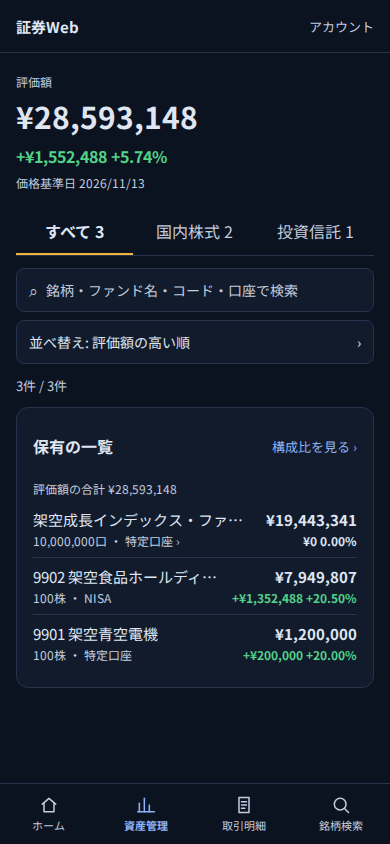 証券Web
アカウント
評価額
¥28,593,148
+¥1,552,488 +5.74%
価格基準日 2026/11/13
すべて 3
国内株式 2
投資信託 1
銘柄・ファンド名・コード・口座で検索
並べ替え: 評価額の高い順 ›
3件 / 3件
保有の一覧
構成比を見る ›
評価額の合計 ¥28,593,148
架空成長インデックス・ファ… ¥19,443,341
10,000,000口 ・ 特定口座 › ¥0 0.00%
9902 架空食品ホールディ… ¥7,949,807
100株 ・ NISA +¥1,352,488 +20.50%
9901 架空青空電機 ¥1,200,000
100株 ・ 特定口座 +¥200,000 +20.00%
ホーム
資産管理
取引明細
銘柄検索